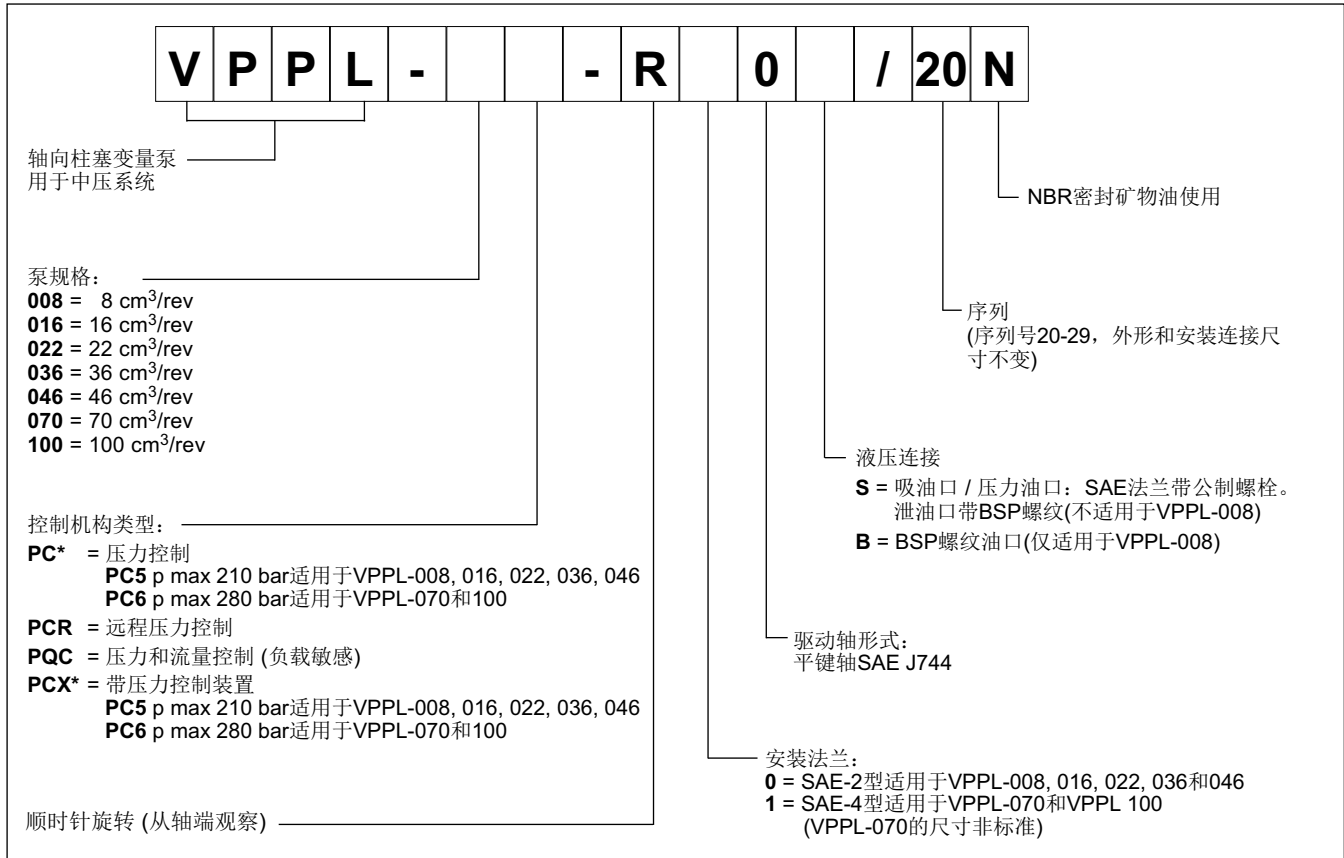 VPPL- -R 0 /20N
轴向柱塞变量泵
用于中压系统
NBR密封矿物油使用
泵规格：
008 = 8 cm³/rev
016 = 16 cm³/rev
022 = 22 cm³/rev
036 = 36 cm³/rev
046 = 46 cm³/rev
070 = 70 cm³/rev
100 = 100 cm³/rev
序列
(序列号20-29，外形和安装连接尺
寸不变)
液压连接
S = 吸油口 / 压力油口：SAE法兰带公制螺栓。
泄油口带BSP螺纹(不适用于VPPL-008)
B = BSP螺纹油口(仅适用于VPPL-008)
控制机构类型：
PC* = 压力控制
PC5 p max 210 bar适用于VPPL-008, 016, 022, 036, 046
PC6 p max 280 bar适用于VPPL-070和100
PCR = 远程压力控制
PQC = 压力和流量控制 (负载敏感)
PCX* = 带压力控制装置
PC5 p max 210 bar适用于VPPL-008, 016, 022, 036, 046
PC6 p max 280 bar适用于VPPL-070和100
驱动轴形式：
平键轴SAE J744
安装法兰：
0 = SAE-2型适用于VPPL-008, 016, 022, 036和046
1 = SAE-4型适用于VPPL-070和VPPL 100
(VPPL-070的尺寸非标准)
顺时针旋转 (从轴端观察)